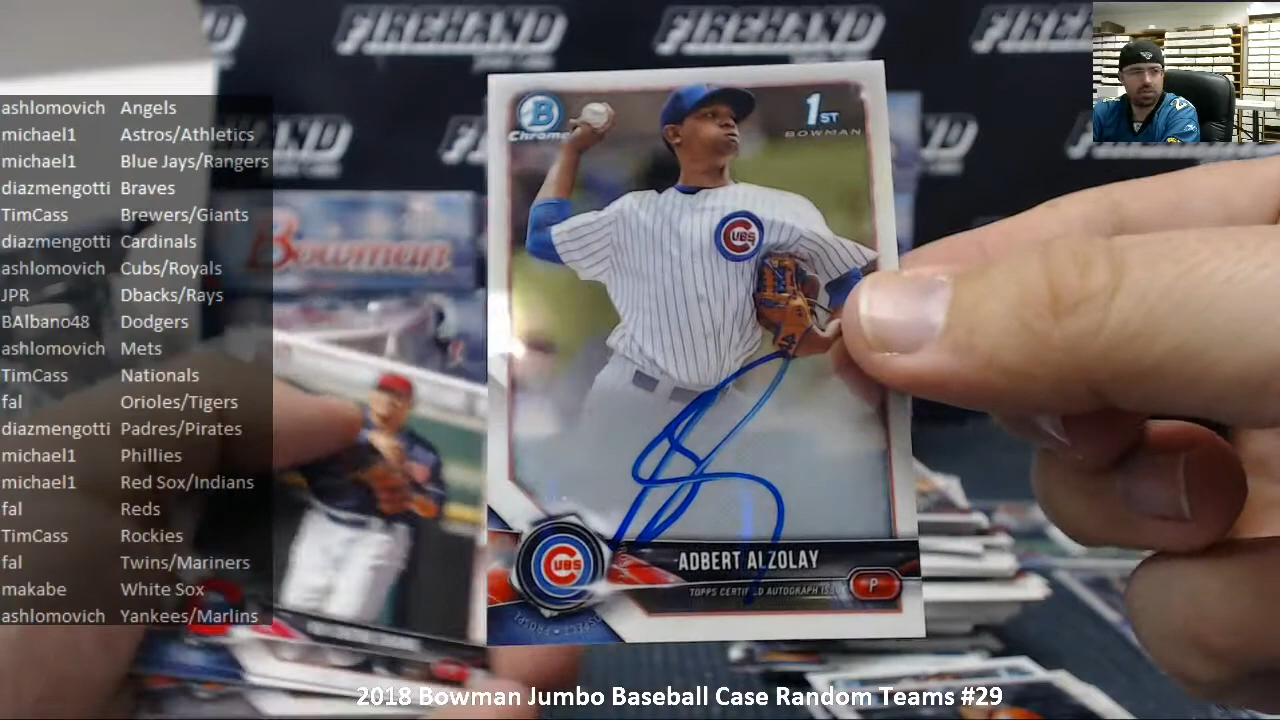 FIREHAND FIREHAND
ashlomovich Angels
michael1 Astros/Athletics
michael1 Blue Jays/Rangers
diazmengotti Braves
TimCass Brewers/Giants
diazmengotti Cardinals
ashlomovich Cubs/Royals
JPR Dbacks/Rays
BAlbano48 Dodgers
ashlomovich Mets
TimCass Nationals
fal Orioles/Tigers
diazmengotti Padres/Pirates
michael1 Phillies
michael1 Red Sox/Indians
fal Reds
TimCass Rockies
fal Twins/Mariners
makabe White Sox
ashlomovich Yankees/Marlins
Bowman
B
Chrome
1ST
BOWMAN
CUBS
CUBS
ADBERT ALZOLAY
TOPPS CERTIFIED AUTOGRAPH ISSUE
P
2018 Bowman Jumbo Baseball Case Random Teams #29